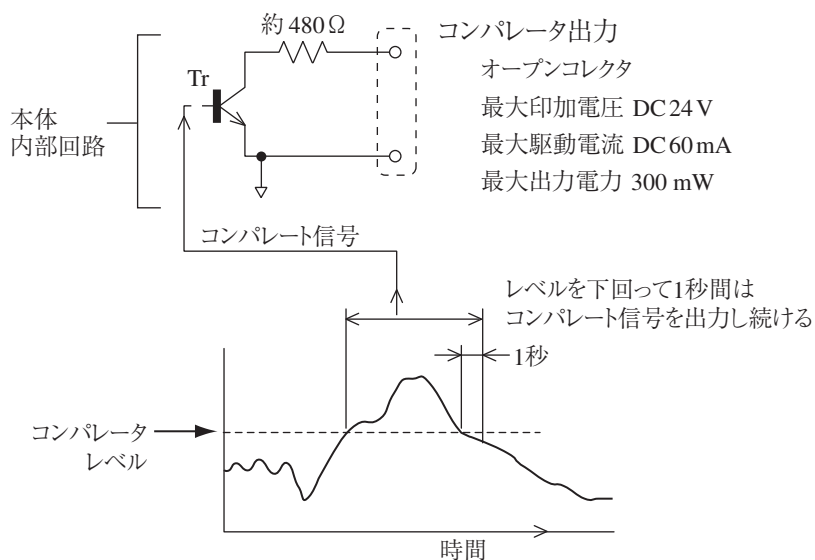 約480Ω
コンパレータ出力
オープンコレクタ
最大印加電圧 DC24V
最大駆動電流 DC60mA
最大出力電力 300 mW
Tr
本体
内部回路
コンパレート信号
レベルを下回って1秒間は
コンパレート信号を出力し続ける
1秒
コンパレータ
レベル
時間